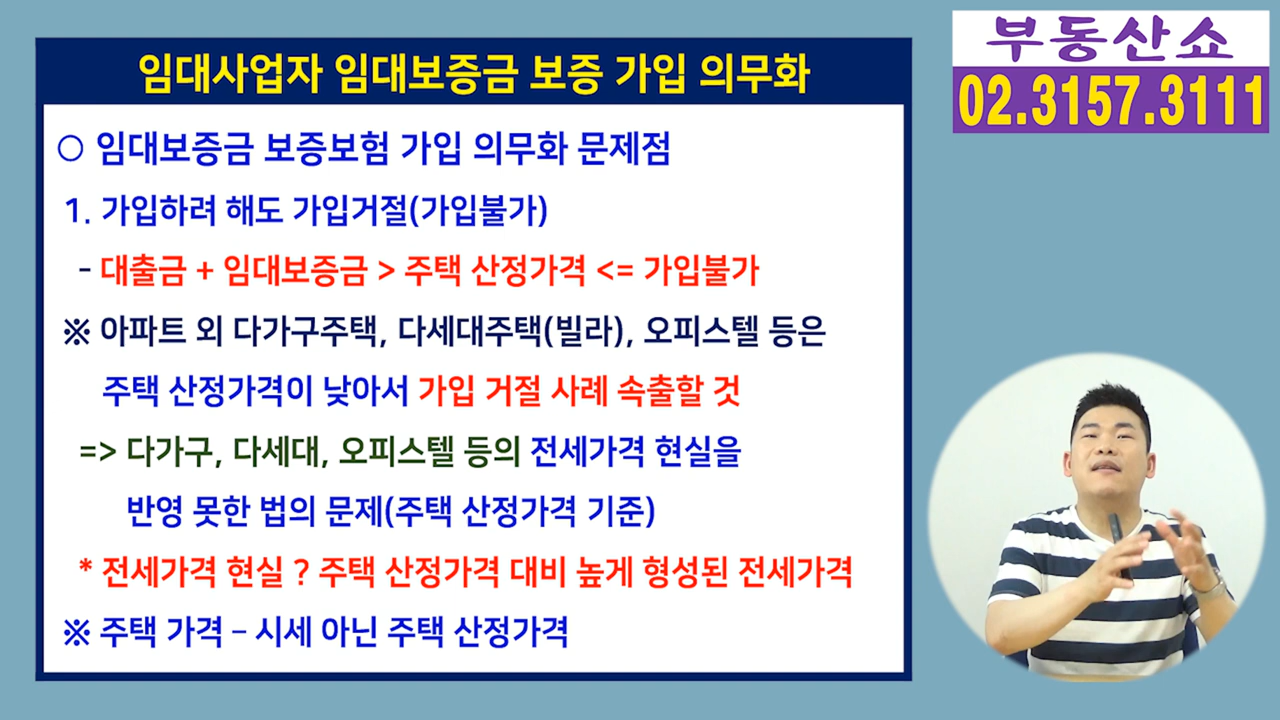 임대사업자 임대보증금 보증 가입 의무화
부동산쇼
02.3157.3111
○ 임대보증금 보증보험 가입 의무화 문제점
1. 가입하려 해도 가입거절(가입불가)
- 대출금 + 임대보증금 > 주택 산정가격 <= 가입불가
※ 아파트 외 다가구주택, 다세대주택(빌라), 오피스텔 등은
주택 산정가격이 낮아서 가입 거절 사례 속출할 것
=> 다가구, 다세대, 오피스텔 등의 전세가격 현실을
반영 못한 법의 문제(주택 산정가격 기준)
* 전세가격 현실 ? 주택 산정가격 대비 높게 형성된 전세가격
※ 주택 가격 – 시세 아닌 주택 산정가격